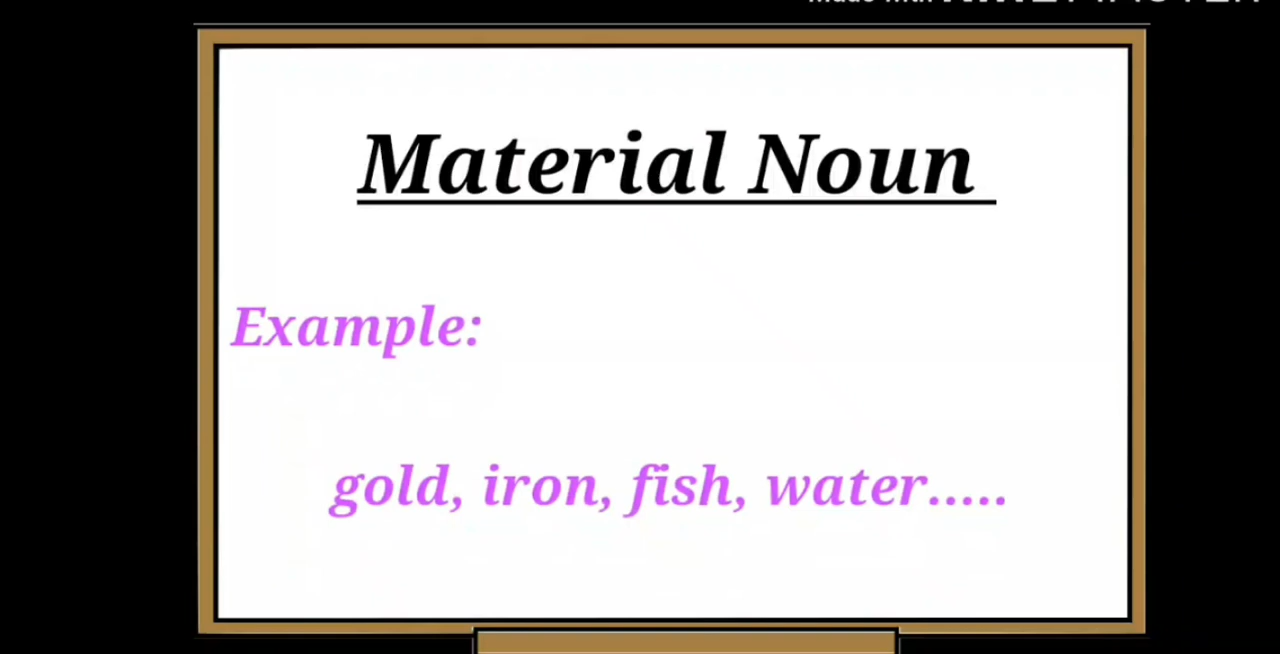 Material Noun
Example:
gold, iron, fish, water.....